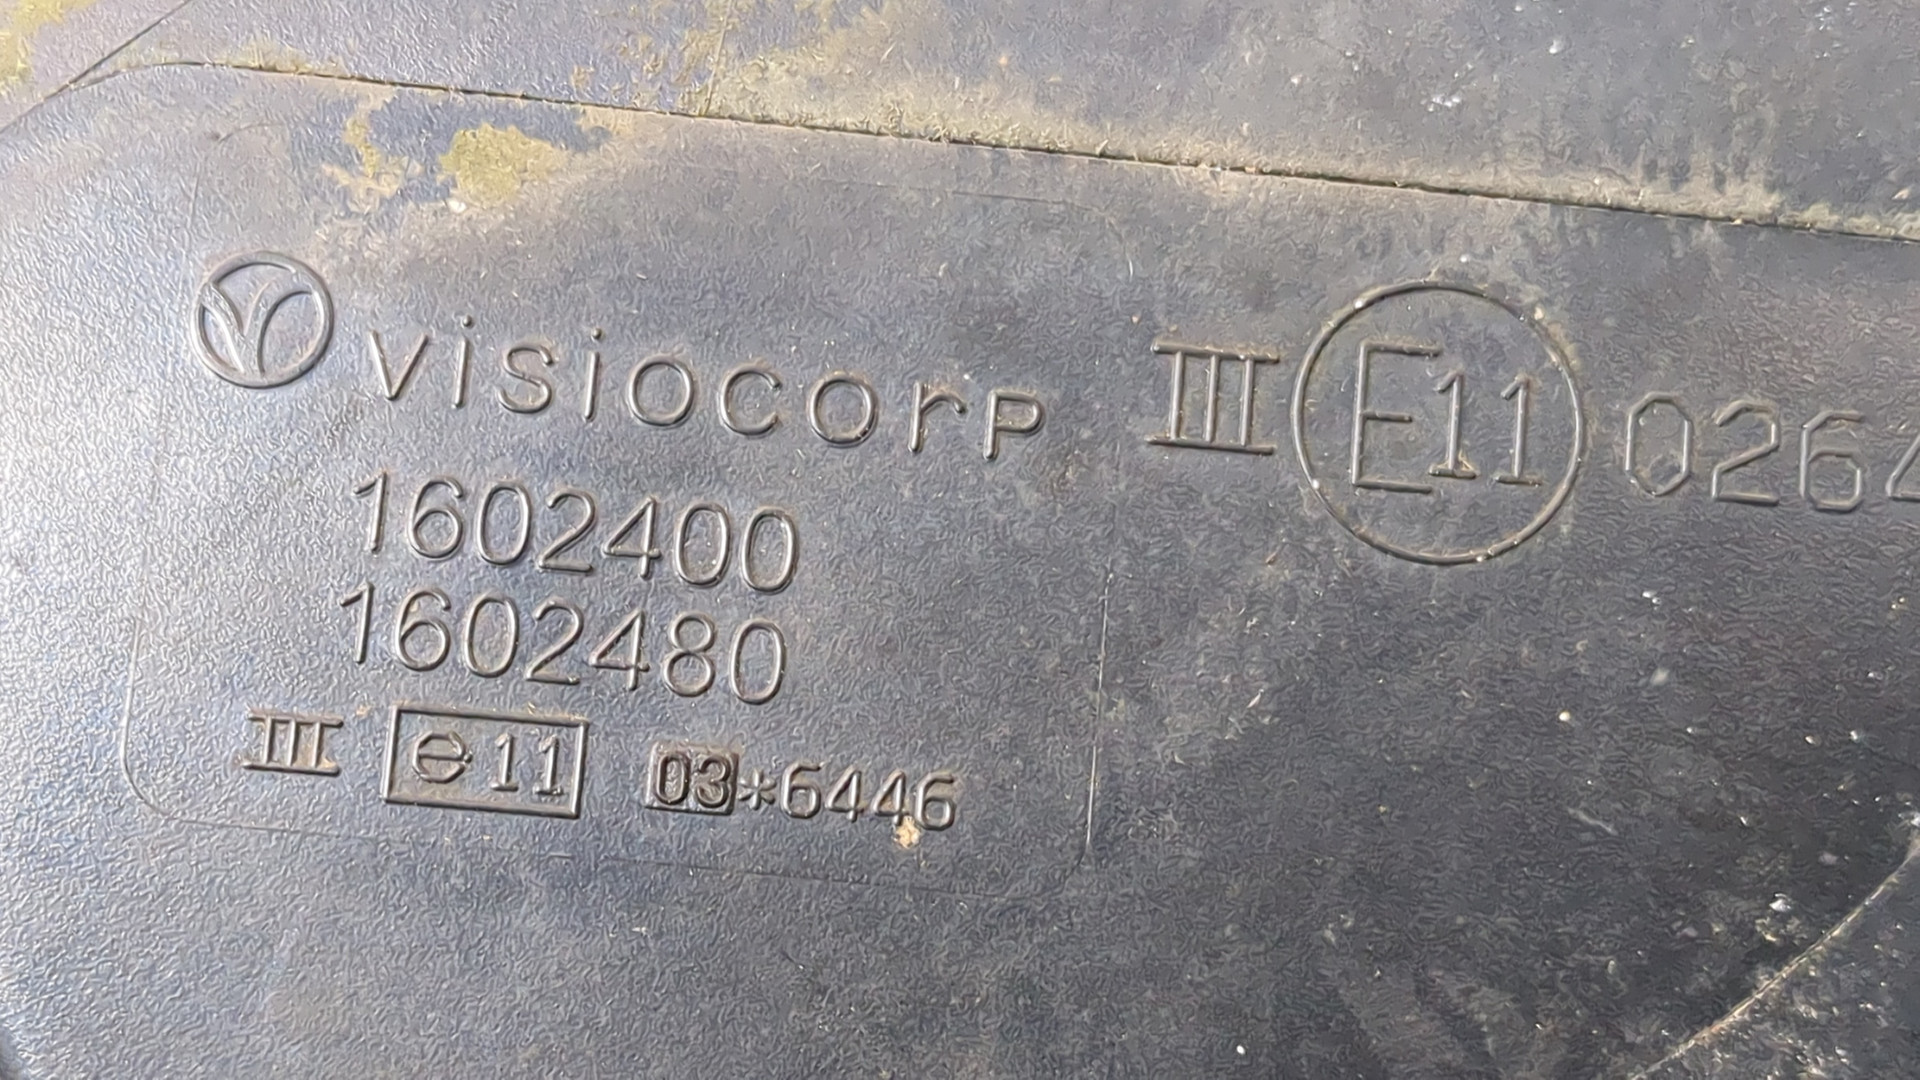 visiocorp
III E11 0264
1602400
1602480
III e11 03*6446